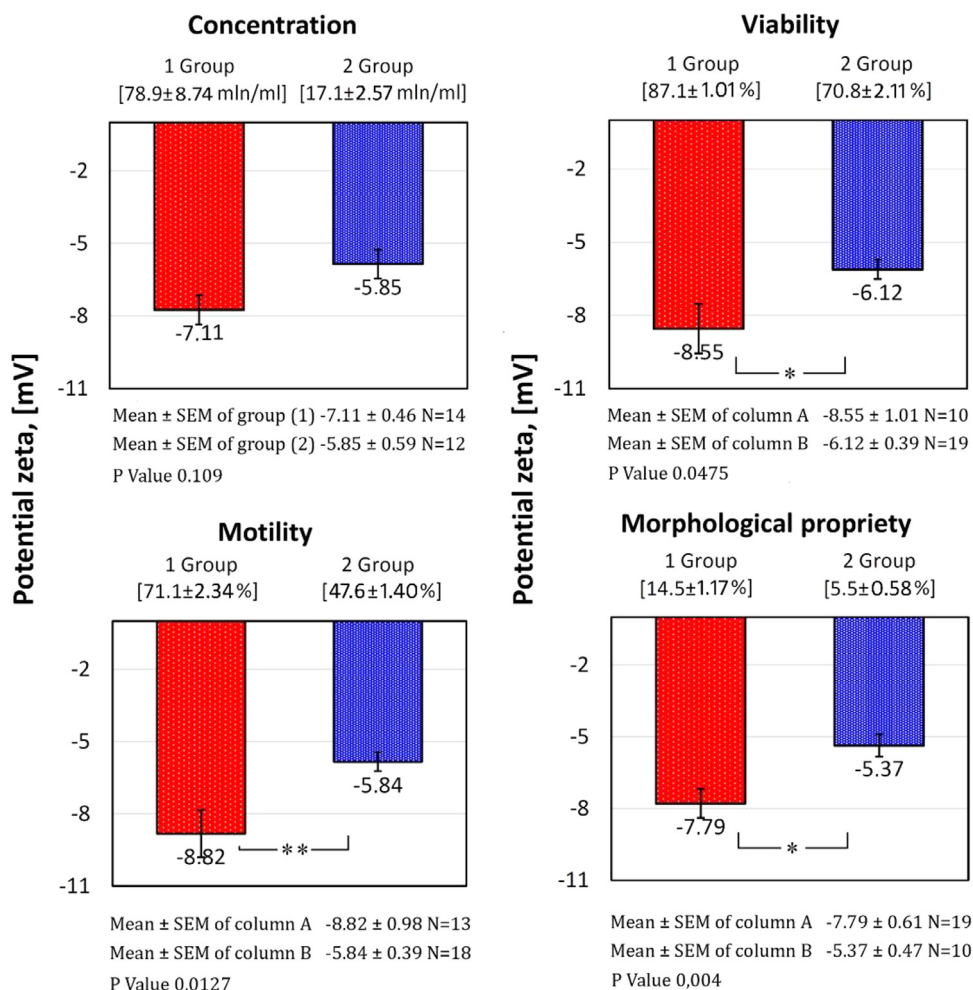 Concentration
1 Group 2 Group
[78.9±8.74 mln/ml] [17.1±2.57 mln/ml]
-2
-5
-8
-11
-7.11
-5.85
Mean ± SEM of group (1) -7.11 ± 0.46 N=14
Mean ± SEM of group (2) -5.85 ± 0.59 N=12
P Value 0.109
Viability
1 Group 2 Group
[87.1±1.01%] [70.8±2.11%]
-2
-5
-8
-11
-8.55
-6.12
*
Mean ± SEM of column A -8.55 ± 1.01 N=10
Mean ± SEM of column B -6.12 ± 0.39 N=19
P Value 0.0475
Potential zeta, [mV]
Potential zeta, [mV]
Motility
1 Group 2 Group
[71.1±2.34%] [47.6±1.40%]
-2
-5
-8
-11
-8.82
-5.84
**
Mean ± SEM of column A -8.82 ± 0.98 N=13
Mean ± SEM of column B -5.84 ± 0.39 N=18
P Value 0.0127
Morphological propriety
1 Group 2 Group
[14.5±1.17%] [5.5±0.58%]
-2
-5
-8
-11
-7.79
-5.37
*
Mean ± SEM of column A -7.79 ± 0.61 N=19
Mean ± SEM of column B -5.37 ± 0.47 N=10
P Value 0,004